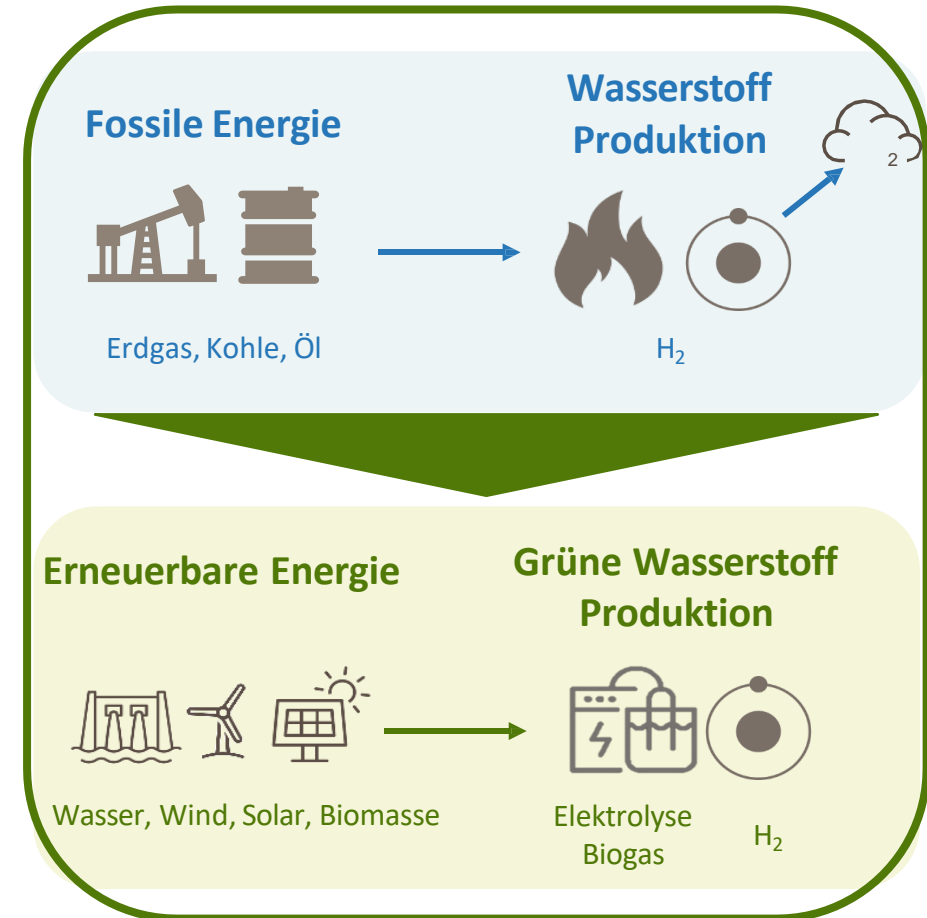 Fossile Energie
Wasserstoff
Produktion
2
Erdgas, Kohle, Öl
H₂
Erneuerbare Energie
Grüne Wasserstoff
Produktion
Wasser, Wind, Solar, Biomasse
Elektrolyse
Biogas
H₂